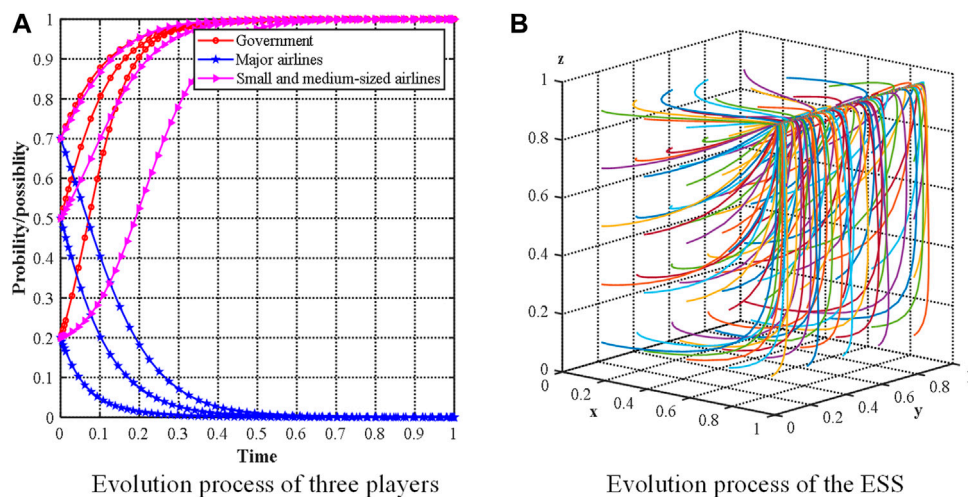 A
Government
Major airlines
Small and medium-sized airlines
1
0.9
0.8
0.7
0.6
0.5
0.4
0.3
0.2
0.1
0
Probility/possibity
0 0.1 0.2 0.3 0.4 0.5 0.6 0.7 0.8 0.9 1
Time
Evolution process of three players
B
z
1
0.8
0.6
0.4
0.2
0
0 0.2 0.4 0.6 0.8 1
x
0 0.2 0.4 0.6 0.8 1
y
Evolution process of the ESS